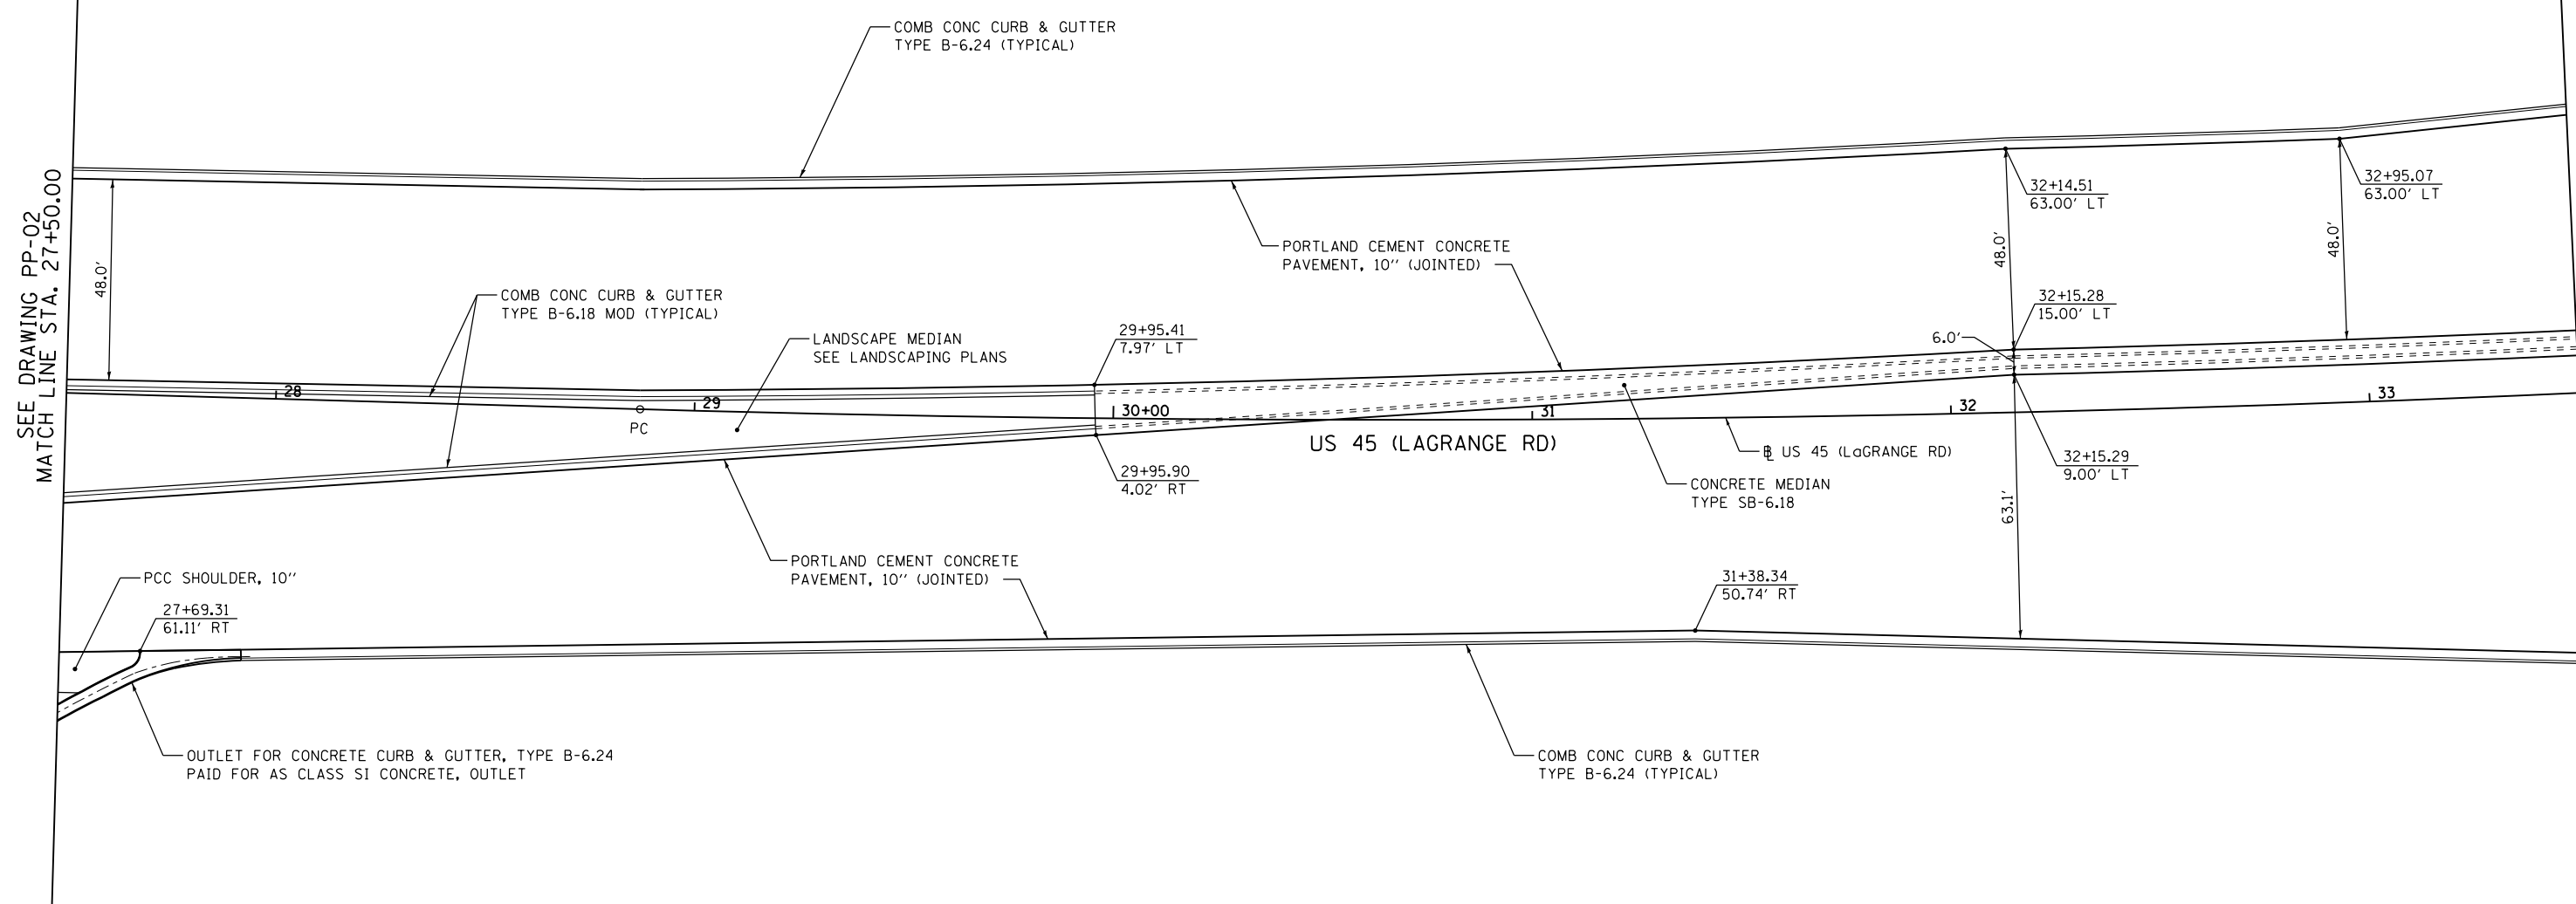 COMB CONC CURB & GUTTER
TYPE B-6.24 (TYPICAL)
SEE DRAWING PP-02
MATCH LINE STA. 27+50.00
48.0'
COMB CONC CURB & GUTTER
TYPE B-6.18 MOD (TYPICAL)
LANDSCAPE MEDIAN
SEE LANDSCAPING PLANS
29+95.41
7.97' LT
PORTLAND CEMENT CONCRETE
PAVEMENT, 10'' (JOINTED)
32+14.51
63.00' LT
32+95.07
63.00' LT
48.0'
48.0'
32+15.28
15.00' LT
6.0'
28
29
30+00
31
32
33
PC
US 45 (LAGRANGE RD)
BL US 45 (LaGRANGE RD)
29+95.90
4.02' RT
32+15.29
9.00' LT
CONCRETE MEDIAN
TYPE SB-6.18
63.1'
PORTLAND CEMENT CONCRETE
PAVEMENT, 10'' (JOINTED)
PCC SHOULDER, 10''
27+69.31
61.11' RT
31+38.34
50.74' RT
OUTLET FOR CONCRETE CURB & GUTTER, TYPE B-6.24
PAID FOR AS CLASS SI CONCRETE, OUTLET
COMB CONC CURB & GUTTER
TYPE B-6.24 (TYPICAL)